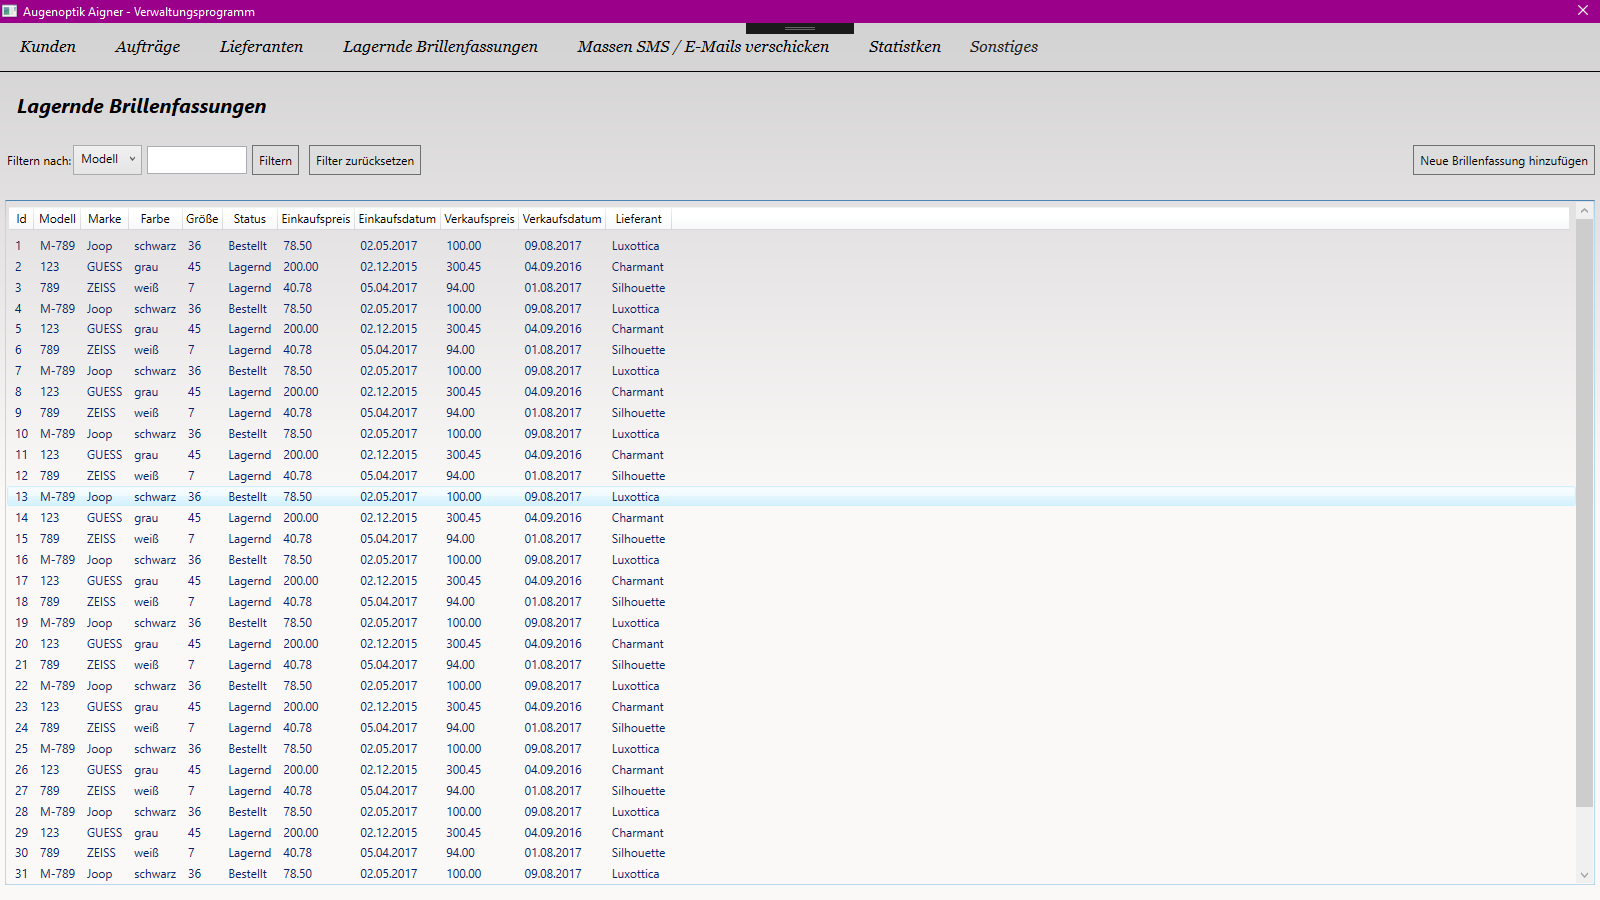 Augenoptik Aigner - Verwaltungsprogramm
Kunden Aufträge Lieferanten Lagernde Brillenfassungen Massen SMS / E-Mails verschicken Statistken Sonstiges
Lagernde Brillenfassungen
Filtern nach: Modell Filtern Filter zurücksetzen Neue Brillenfassung hinzufügen
Id Modell Marke Farbe Größe Status Einkaufspreis Einkaufsdatum Verkaufspreis Verkaufsdatum Lieferant
1 M-789 Joop schwarz 36 Bestellt 78.50 02.05.2017 100.00 09.08.2017 Luxottica
2 123 GUESS grau 45 Lagernd 200.00 02.12.2015 300.45 04.09.2016 Charmant
3 789 ZEISS weiß 7 Lagernd 40.78 05.04.2017 94.00 01.08.2017 Silhouette
4 M-789 Joop schwarz 36 Bestellt 78.50 02.05.2017 100.00 09.08.2017 Luxottica
5 123 GUESS grau 45 Lagernd 200.00 02.12.2015 300.45 04.09.2016 Charmant
6 789 ZEISS weiß 7 Lagernd 40.78 05.04.2017 94.00 01.08.2017 Silhouette
7 M-789 Joop schwarz 36 Bestellt 78.50 02.05.2017 100.00 09.08.2017 Luxottica
8 123 GUESS grau 45 Lagernd 200.00 02.12.2015 300.45 04.09.2016 Charmant
9 789 ZEISS weiß 7 Lagernd 40.78 05.04.2017 94.00 01.08.2017 Silhouette
10 M-789 Joop schwarz 36 Bestellt 78.50 02.05.2017 100.00 09.08.2017 Luxottica
11 123 GUESS grau 45 Lagernd 200.00 02.12.2015 300.45 04.09.2016 Charmant
12 789 ZEISS weiß 7 Lagernd 40.78 05.04.2017 94.00 01.08.2017 Silhouette
13 M-789 Joop schwarz 36 Bestellt 78.50 02.05.2017 100.00 09.08.2017 Luxottica
14 123 GUESS grau 45 Lagernd 200.00 02.12.2015 300.45 04.09.2016 Charmant
15 789 ZEISS weiß 7 Lagernd 40.78 05.04.2017 94.00 01.08.2017 Silhouette
16 M-789 Joop schwarz 36 Bestellt 78.50 02.05.2017 100.00 09.08.2017 Luxottica
17 123 GUESS grau 45 Lagernd 200.00 02.12.2015 300.45 04.09.2016 Charmant
18 789 ZEISS weiß 7 Lagernd 40.78 05.04.2017 94.00 01.08.2017 Silhouette
19 M-789 Joop schwarz 36 Bestellt 78.50 02.05.2017 100.00 09.08.2017 Luxottica
20 123 GUESS grau 45 Lagernd 200.00 02.12.2015 300.45 04.09.2016 Charmant
21 789 ZEISS weiß 7 Lagernd 40.78 05.04.2017 94.00 01.08.2017 Silhouette
22 M-789 Joop schwarz 36 Bestellt 78.50 02.05.2017 100.00 09.08.2017 Luxottica
23 123 GUESS grau 45 Lagernd 200.00 02.12.2015 300.45 04.09.2016 Charmant
24 789 ZEISS weiß 7 Lagernd 40.78 05.04.2017 94.00 01.08.2017 Silhouette
25 M-789 Joop schwarz 36 Bestellt 78.50 02.05.2017 100.00 09.08.2017 Luxottica
26 123 GUESS grau 45 Lagernd 200.00 02.12.2015 300.45 04.09.2016 Charmant
27 789 ZEISS weiß 7 Lagernd 40.78 05.04.2017 94.00 01.08.2017 Silhouette
28 M-789 Joop schwarz 36 Bestellt 78.50 02.05.2017 100.00 09.08.2017 Luxottica
29 123 GUESS grau 45 Lagernd 200.00 02.12.2015 300.45 04.09.2016 Charmant
30 789 ZEISS weiß 7 Lagernd 40.78 05.04.2017 94.00 01.08.2017 Silhouette
31 M-789 Joop schwarz 36 Bestellt 78.50 02.05.2017 100.00 09.08.2017 Luxottica